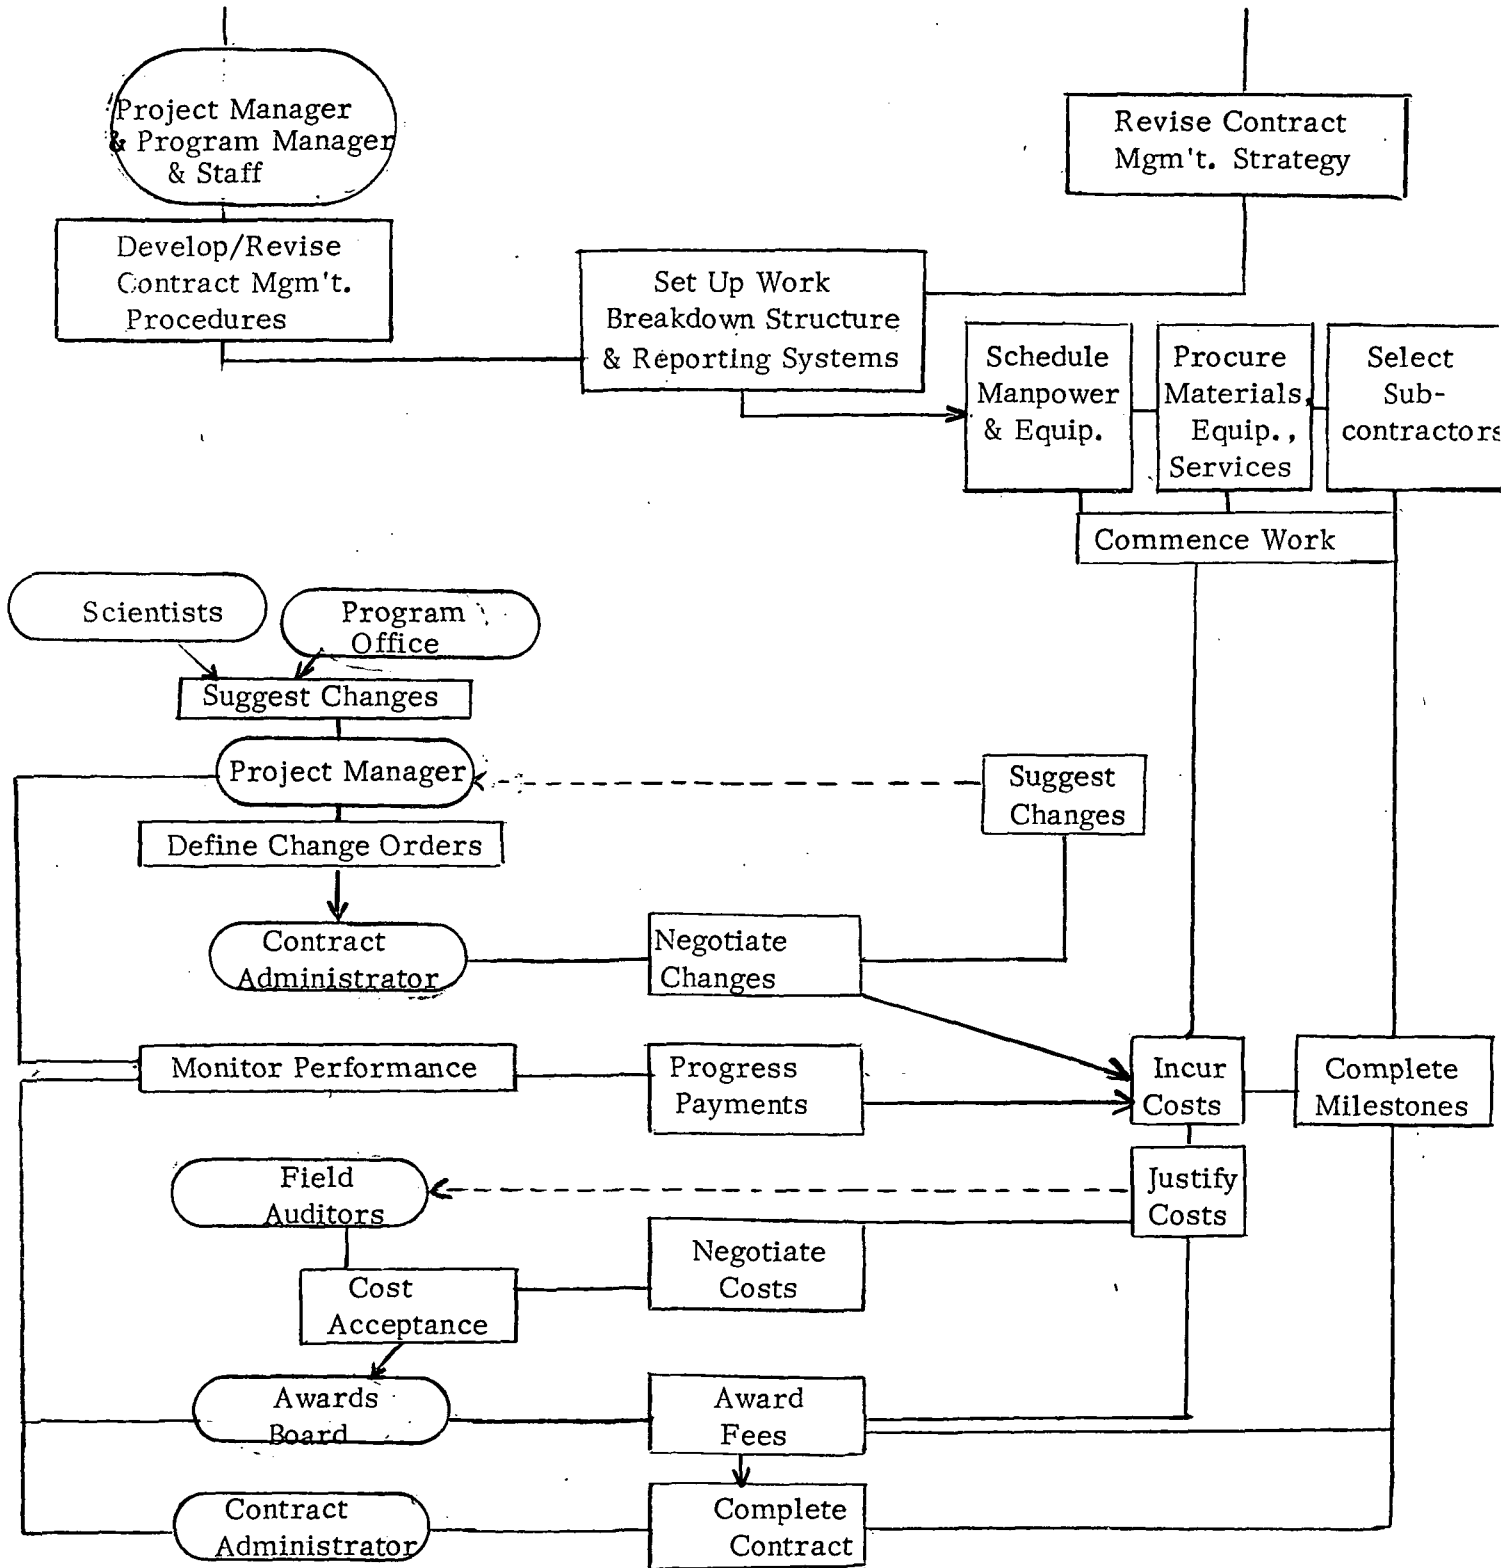 Project Manager
& Program Manager
& Staff
Revise Contract
Mgm't. Strategy
Develop/Revise
Contract Mgm't.
Procedures
Set Up Work
Breakdown Structure
& Reporting Systems
Schedule
Manpower
& Equip.
Procure
Materials,
Equip.,
Services
Select
Sub-
contractors
Commence Work
Scientists
Program
Office
Suggest Changes
Project Manager
Suggest
Changes
Define Change Orders
Contract
Administrator
Negotiate
Changes
Monitor Performance
Progress
Payments
Incur
Costs
Complete
Milestones
Field
Auditors
Justify
Costs
Negotiate
Costs
Cost
Acceptance
Awards
Board
Award
Fees
Contract
Administrator
Complete
Contract